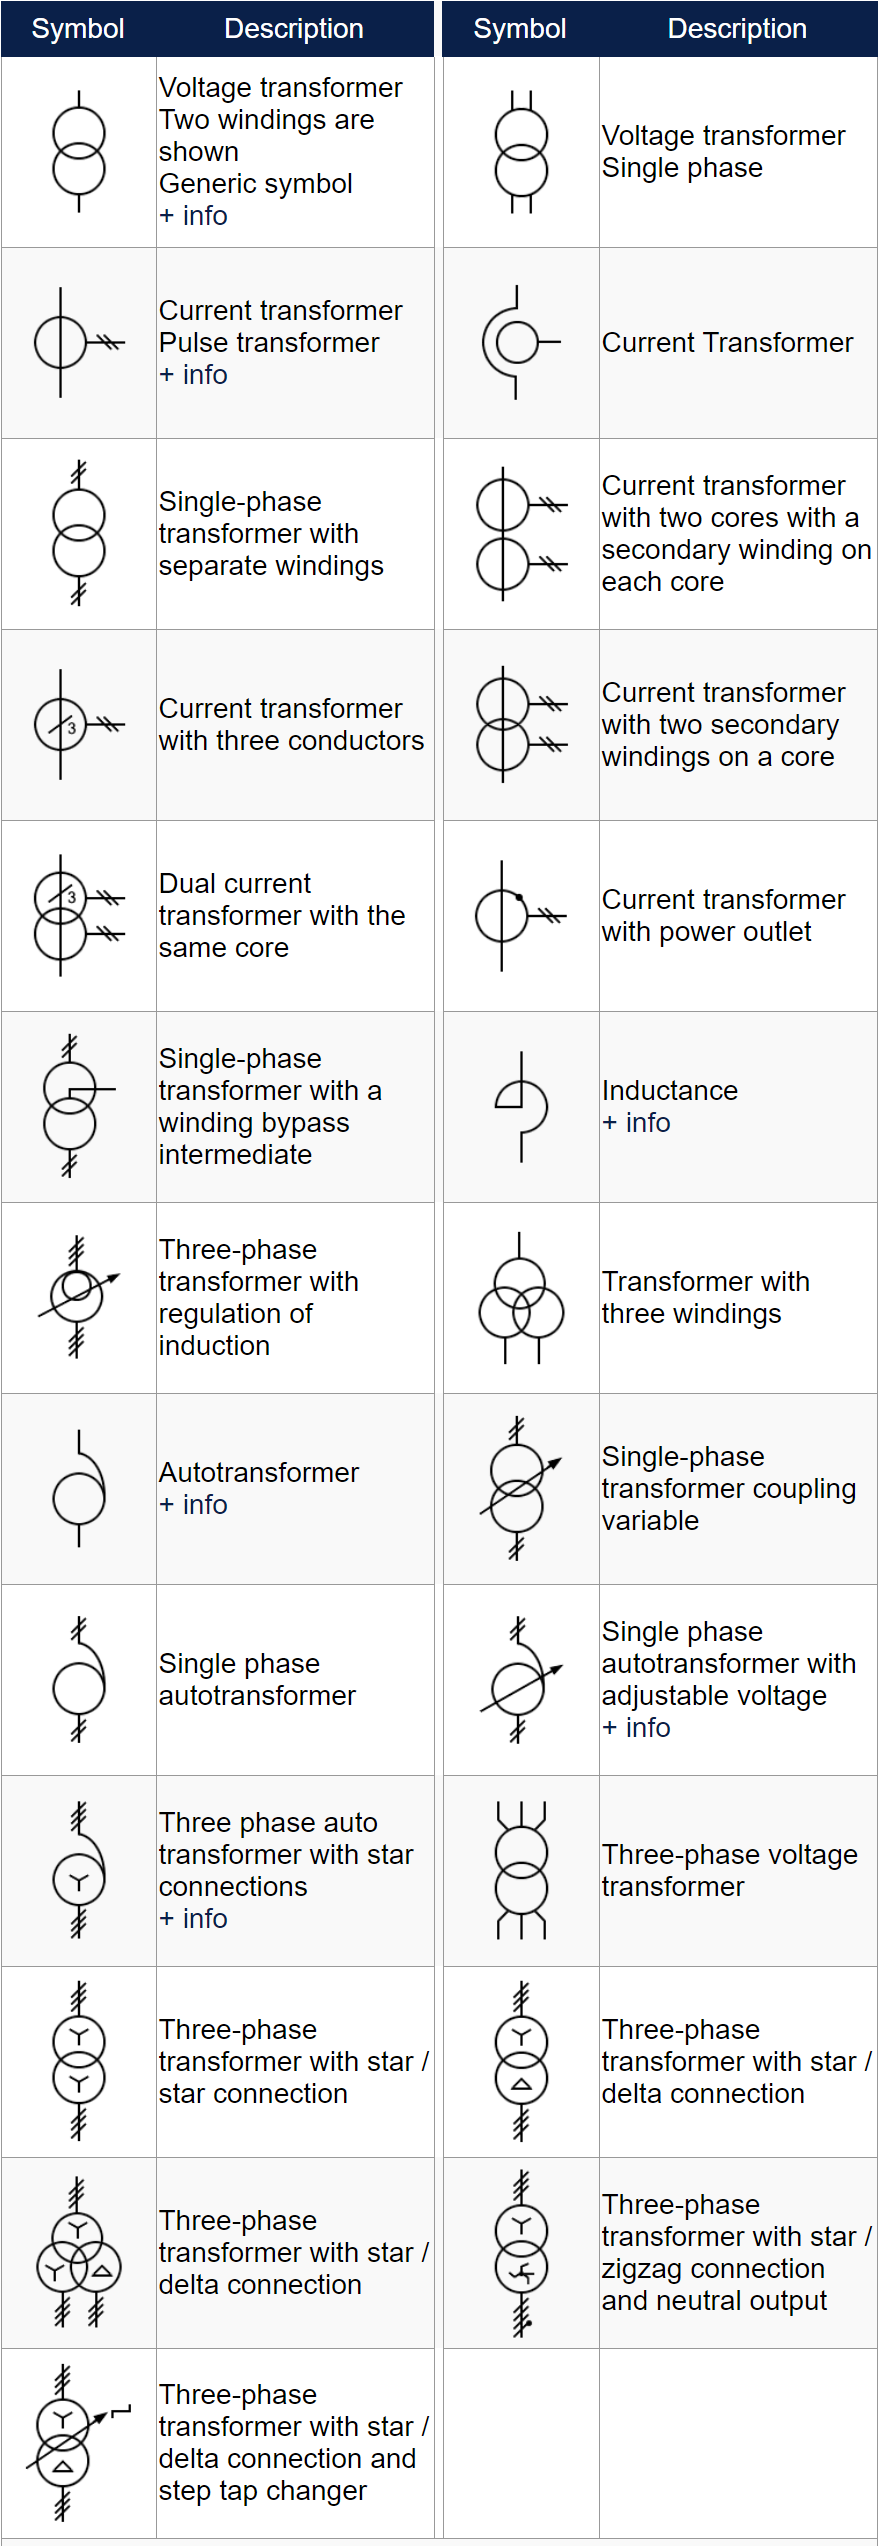 Symbol Description Symbol Description
Voltage transformer
Two windings are
shown
Generic symbol
+ info
Voltage transformer
Single phase
Current transformer
Pulse transformer
+ info
Current Transformer
Single-phase
transformer with
separate windings
Current transformer
with two cores with a
secondary winding on
each core
3
Current transformer
with three conductors
Current transformer
with two secondary
windings on a core
3
Dual current
transformer with the
same core
Current transformer
with power outlet
Single-phase
transformer with a
winding bypass
intermediate
Inductance
+ info
Three-phase
transformer with
regulation of
induction
Transformer with
three windings
Autotransformer
+ info
Single-phase
transformer coupling
variable
Single phase
autotransformer
Single phase
autotransformer with
adjustable voltage
+ info
Three phase auto
transformer with star
connections
+ info
Three-phase voltage
transformer
Three-phase
transformer with star /
star connection
Three-phase
transformer with star /
delta connection
Three-phase
transformer with star /
delta connection
Three-phase
transformer with star /
zigzag connection
and neutral output
Three-phase
transformer with star /
delta connection and
step tap changer